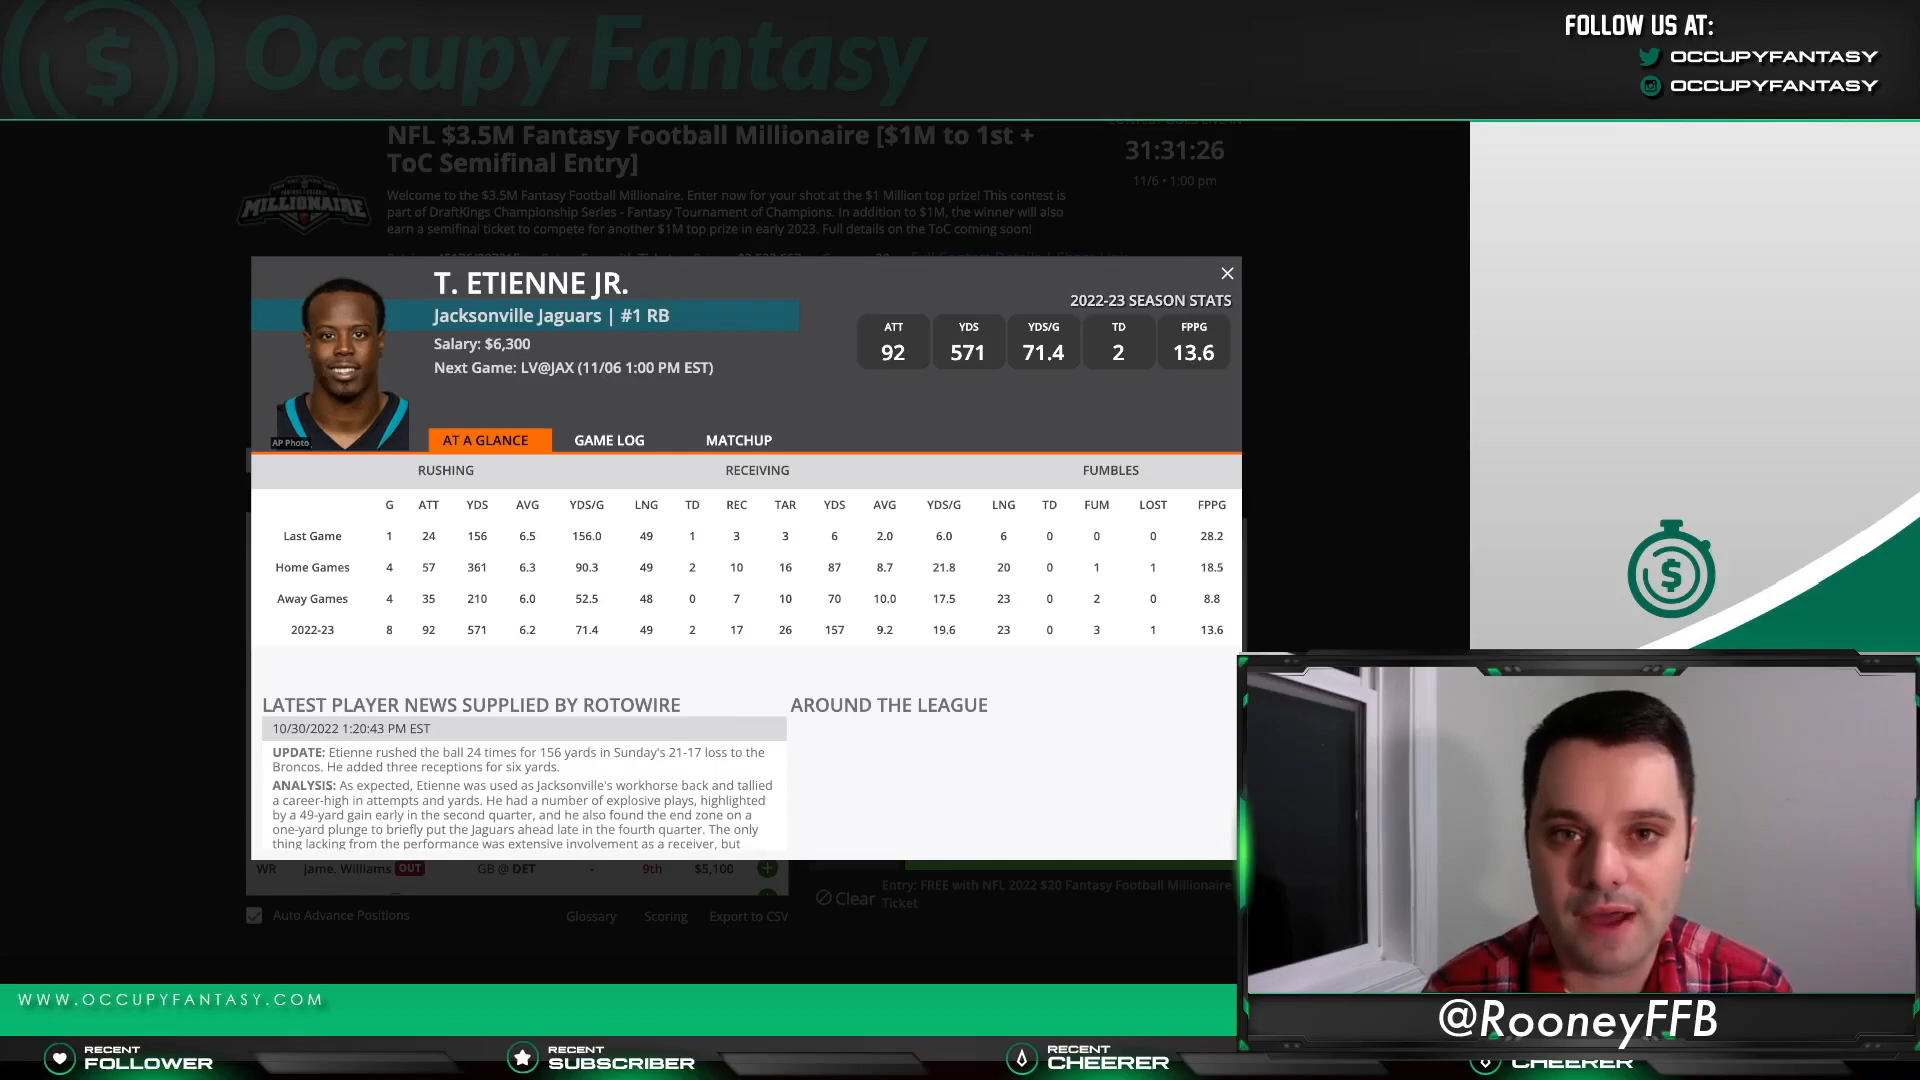 Occupy Fantasy
FOLLOW US AT:
OCCUPYFANTASY
OCCUPYFANTASY
NFL $3.5M Fantasy Football Millionaire [$1M to 1st +
ToC Semifinal Entry]
31:31:26
11/6 • 1:00 pm
MILLIONAIRE
Welcome to the $3.5M Fantasy Football Millionaire. Enter now for your shot at the $1 Million top prize! This contest is
part of DraftKings Championship Series - Fantasy Tournament of Champions. In addition to $1M, the winner will also
earn a semifinal ticket to compete for another $1M top prize in early 2023. Full details on the ToC coming soon!
T. ETIENNE JR.
Jacksonville Jaguars | #1 RB
Salary: $6,300
Next Game: LV@JAX (11/06 1:00 PM EST)
2022-23 SEASON STATS
ATT YDS YDS/G TD FPPG
92 571 71.4 2 13.6
AP Photo
AT A GLANCE GAME LOG MATCHUP
RUSHING RECEIVING FUMBLES
G ATT YDS AVG YDS/G LNG TD REC TAR YDS AVG YDS/G LNG TD FUM LOST FPPG
Last Game 1 24 156 6.5 156.0 49 1 3 3 6 2.0 6.0 6 0 0 0 28.2
Home Games 4 57 361 6.3 90.3 49 2 10 16 87 8.7 21.8 20 0 1 1 18.5
Away Games 4 35 210 6.0 52.5 48 0 7 10 70 10.0 17.5 23 0 2 0 8.8
2022-23 8 92 571 6.2 71.4 49 2 17 26 157 9.2 19.6 23 0 3 1 13.6
LATEST PLAYER NEWS SUPPLIED BY ROTOWIRE
AROUND THE LEAGUE
10/30/2022 1:20:43 PM EST
UPDATE: Etienne rushed the ball 24 times for 156 yards in Sunday's 21-17 loss to the
Broncos. He added three receptions for six yards.
ANALYSIS: As expected, Etienne was used as Jacksonville's workhorse back and tallied
a career-high in attempts and yards. He had a number of explosive plays, highlighted
by a 49-yard gain early in the second quarter, and he also found the end zone on a
one-yard plunge to briefly put the Jaguars ahead late in the fourth quarter. The only
thing lacking from the performance was extensive involvement as a receiver, but
WR Jame. Williams OUT GB @ DET - 9th $5,100
Clear
Entry: FREE with NFL 2022 $20 Fantasy Football Millionaire
Ticket
Auto Advance Positions Glossary Scoring Export to CSV
WWW.OCCUPYFANTASY.COM
@RooneyFFB
RECENT
FOLLOWER
RECENT
SUBSCRIBER
RECENT
CHEERER
CHEERER